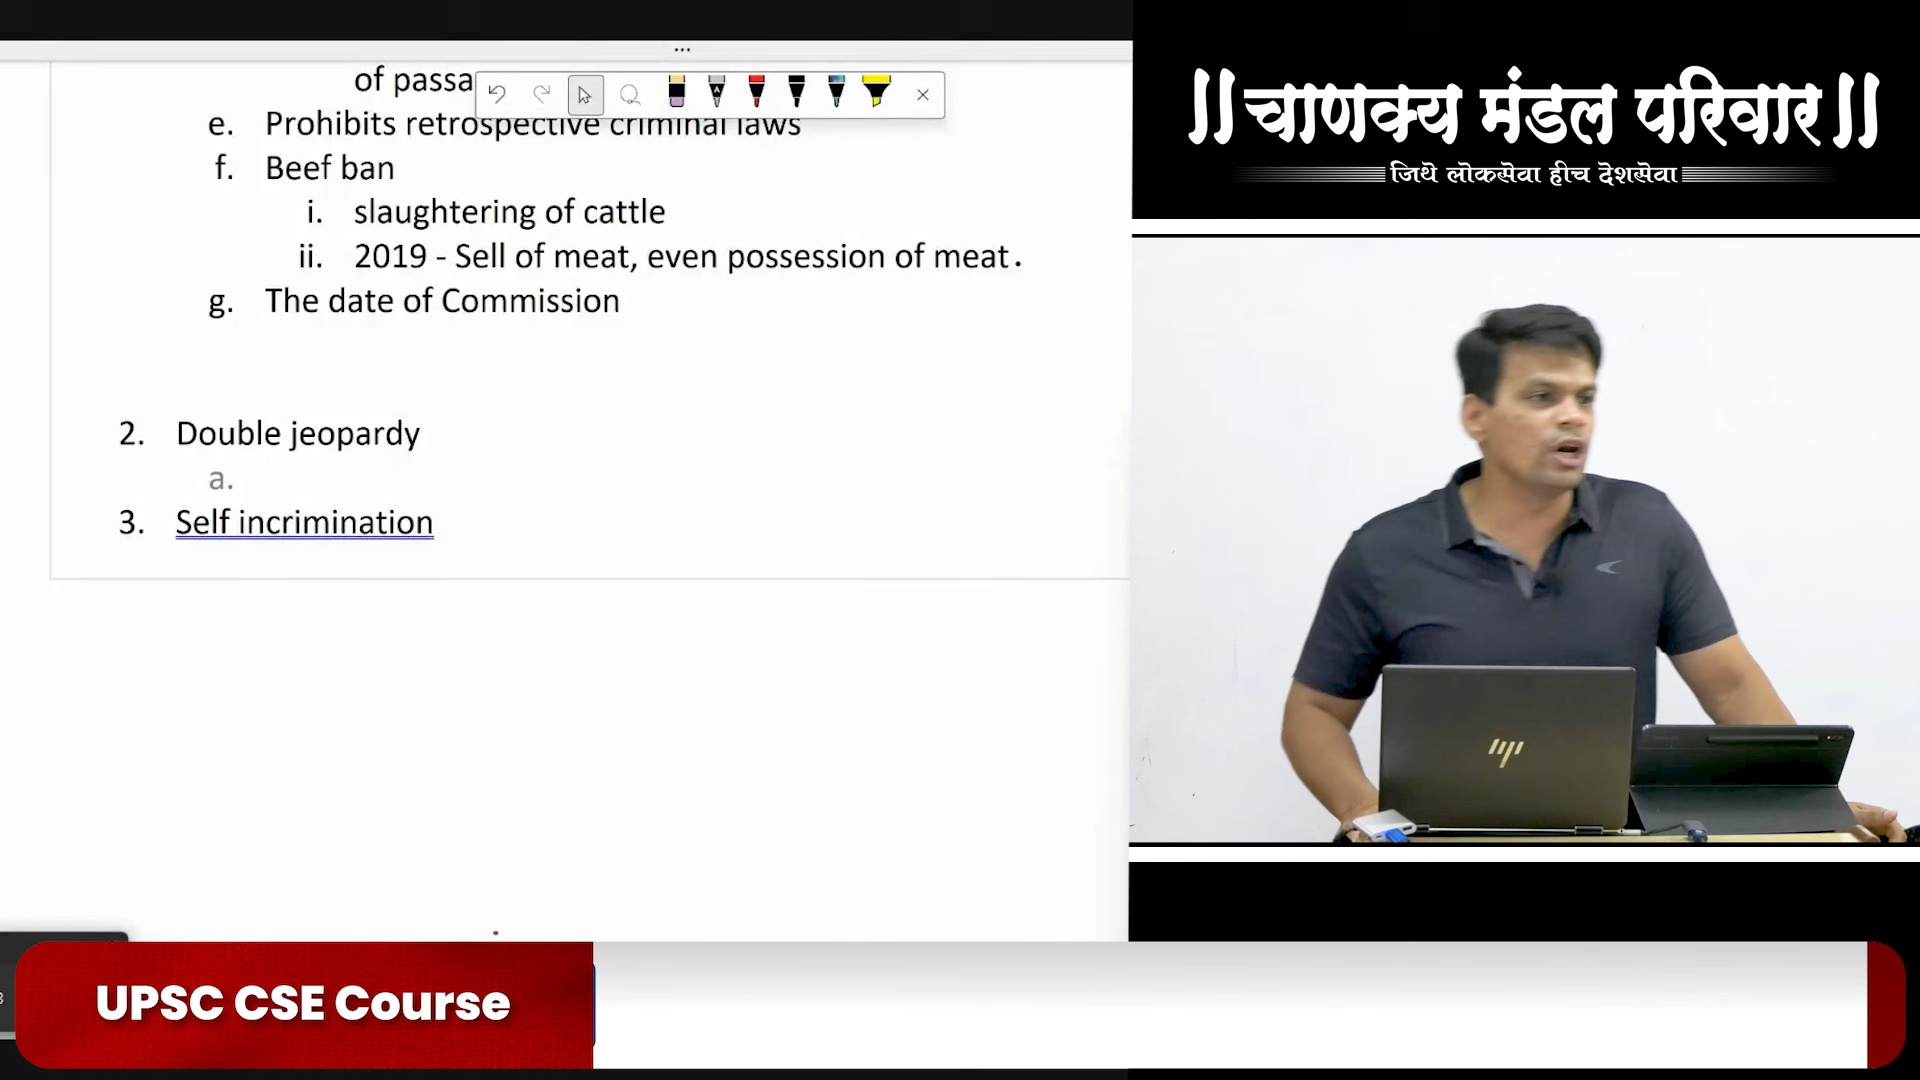 of passa
e. Prohibits retrospective criminal laws
f. Beef ban
i. slaughtering of cattle
ii. 2019 - Sell of meat, even possession of meat.
g. The date of Commission
2. Double jeopardy
a.
3. Self incrimination
॥चाणक्य मंडल परिवार॥
जिथे लोकसेवा हीच देशसेवा
hp
UPSC CSE Course